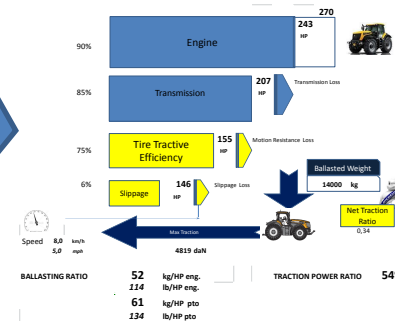 270
243
HP
90%
Engine
207
HP
Transmission Loss
85%
Transmission
155
HP
Motion Resistance Loss
75%
Tire Tractive
Efficiency
Ballasted Weight
14000 kg
6%
146
HP
Slippage Loss
Slippage
Net Traction
Ratio
0,34
Max Traction
Speed 8,0 km/h
5,0 mph
4819 daN
BALLASTING RATIO 52 kg/HP eng. TRACTION POWER RATIO 54
114 lb/HP eng.
61 kg/HP pto
134 lb/HP pto